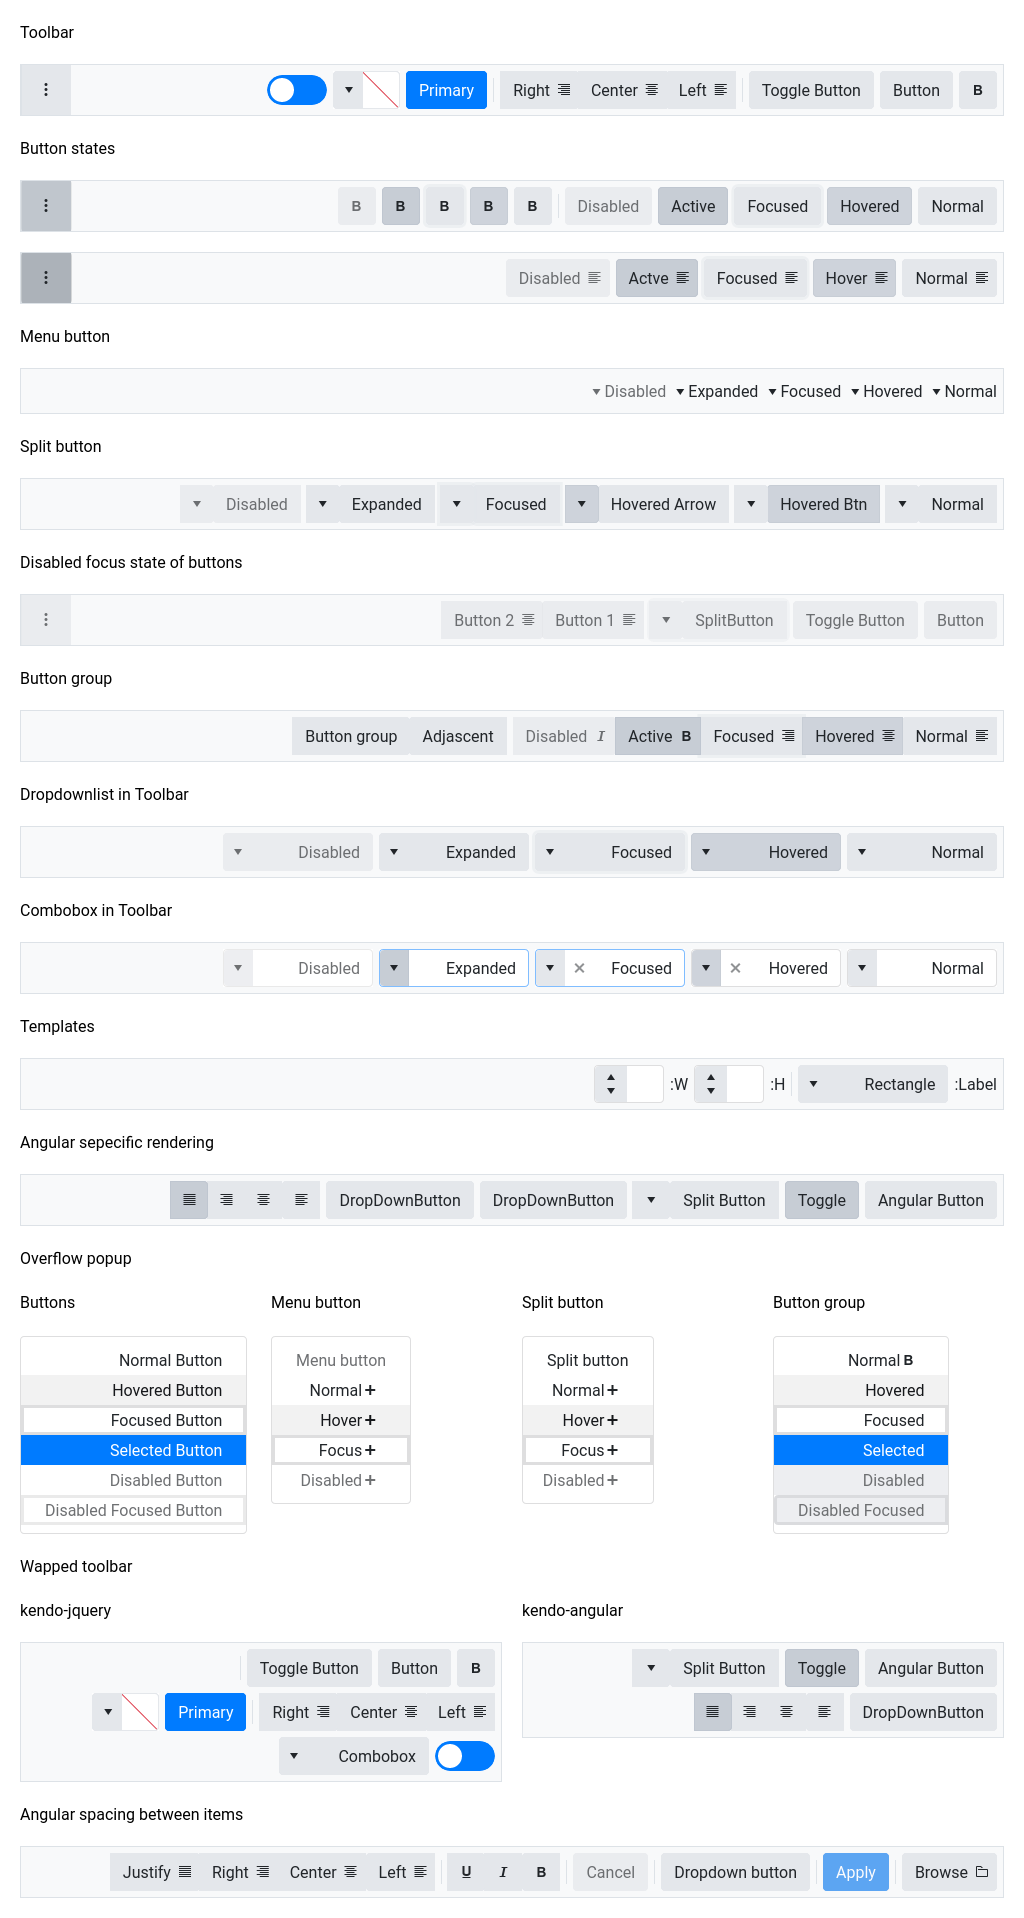 Toolbar
Primary Right Center Left Toggle Button Button B
Button states
B B B B B Disabled Active Focused Hovered Normal
Disabled Actve Focused Hover Normal
Menu button
Disabled Expanded Focused Hovered Normal
Split button
Disabled Expanded Focused Hovered Arrow Hovered Btn Normal
Disabled focus state of buttons
Button 2 Button 1 SplitButton Toggle Button Button
Button group
Button group Adjascent Disabled I Active B Focused Hovered Normal
Dropdownlist in Toolbar
Disabled Expanded Focused Hovered Normal
Combobox in Toolbar
Disabled Expanded Focused Hovered Normal
Templates
:W :H Rectangle :Label
Angular sepecific rendering
DropDownButton DropDownButton Split Button Toggle Angular Button
Overflow popup
Buttons Menu button Split button Button group
Normal Button Menu button Split button Normal B
Hovered Button Normal Normal Hovered
Focused Button Hover Hover Focused
Selected Button Focus Focus Selected
Disabled Button Disabled Disabled Disabled
Disabled Focused Button Disabled Focused
Wapped toolbar
kendo-jquery kendo-angular
Toggle Button Button B Split Button Toggle Angular Button
Primary Right Center Left DropDownButton
Combobox
Angular spacing between items
Justify Right Center Left U I B Cancel Dropdown button Apply Browse